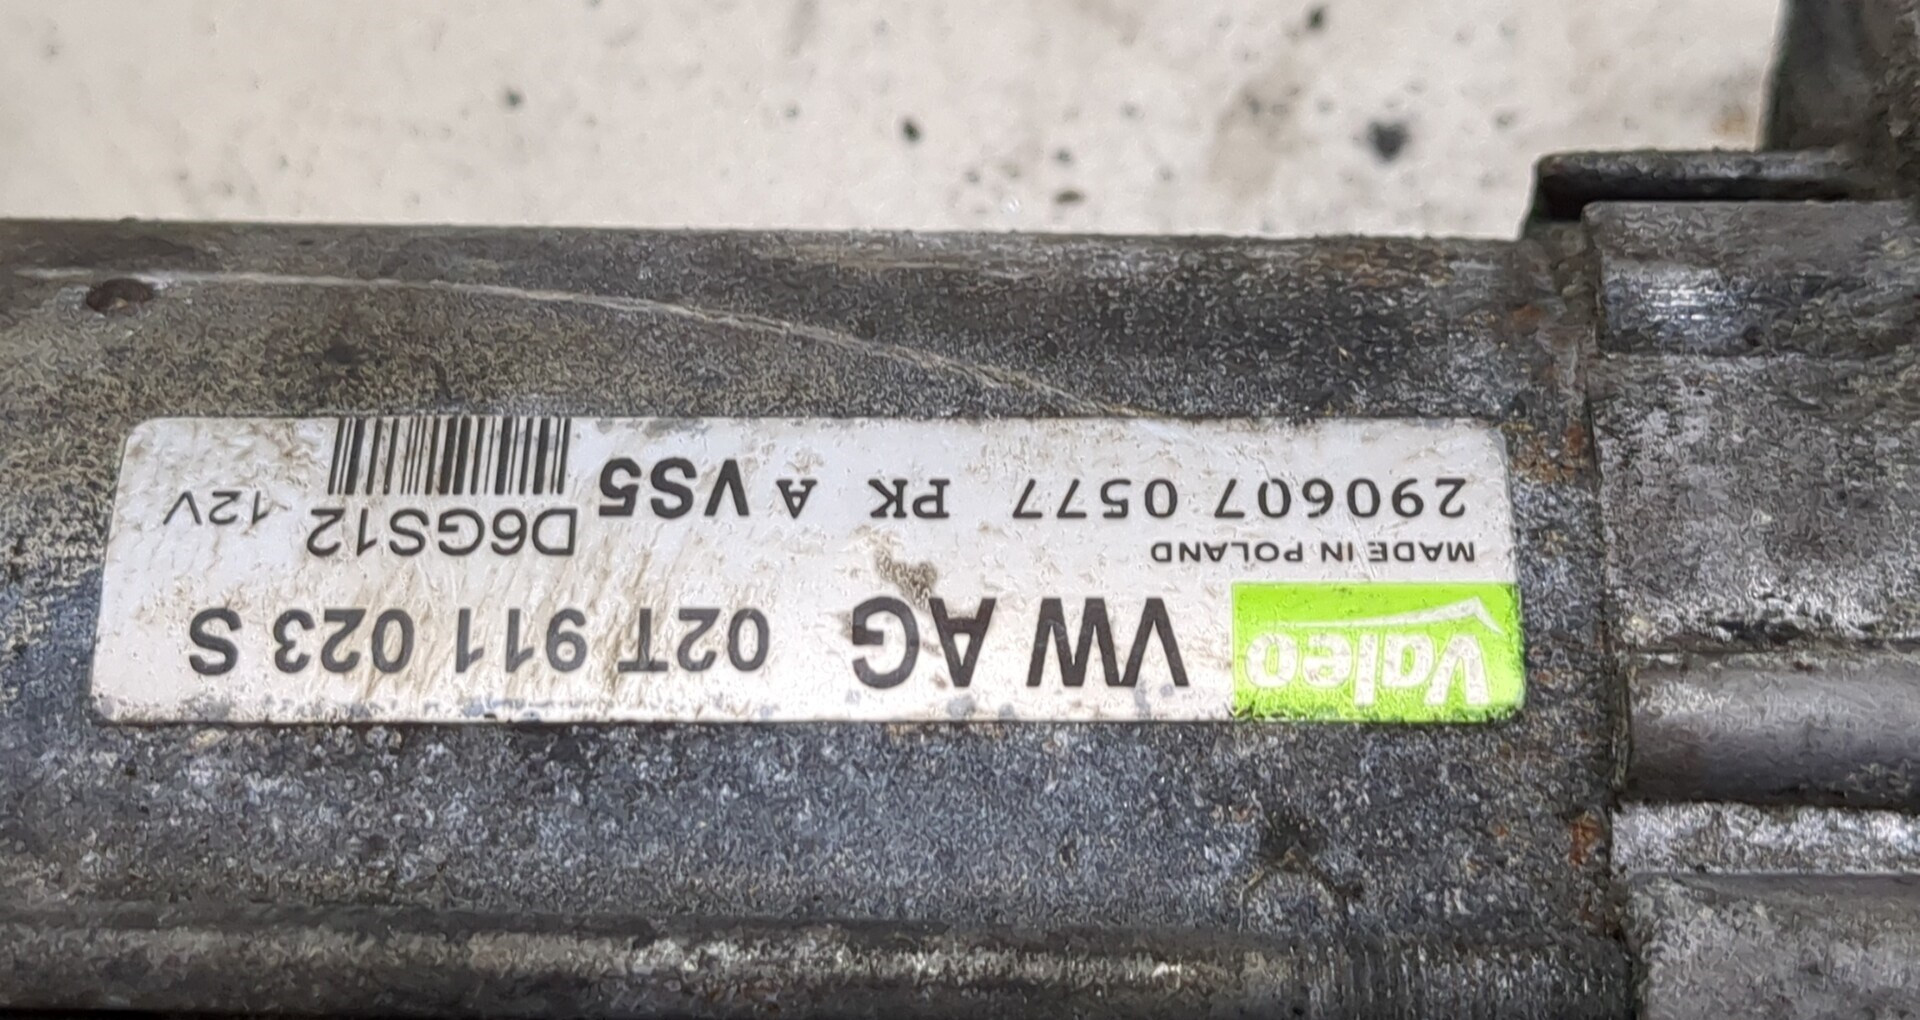 Valeo VW AG 02T 911 023 S
MADE IN POLAND D6GS12 12V
290607 0577 PK A VS5